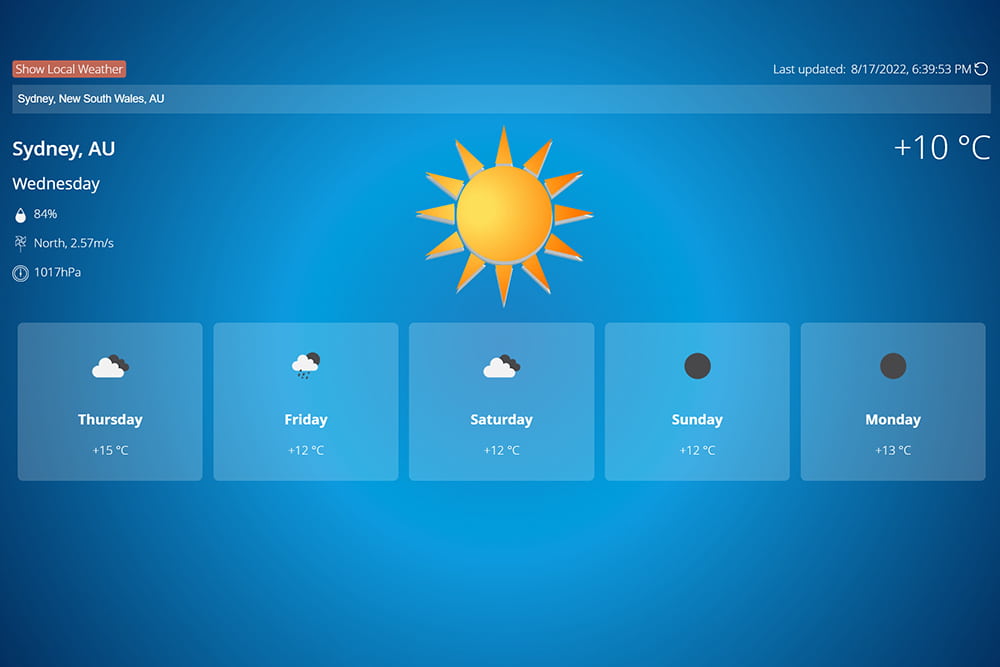 Show Local Weather
Last updated: 8/17/2022, 6:39:53 PM
Sydney, New South Wales, AU
Sydney, AU
+10 °C
Wednesday
84%
North, 2.57m/s
1017hPa
Thursday
+15 °C
Friday
+12 °C
Saturday
+12 °C
Sunday
+12 °C
Monday
+13 °C